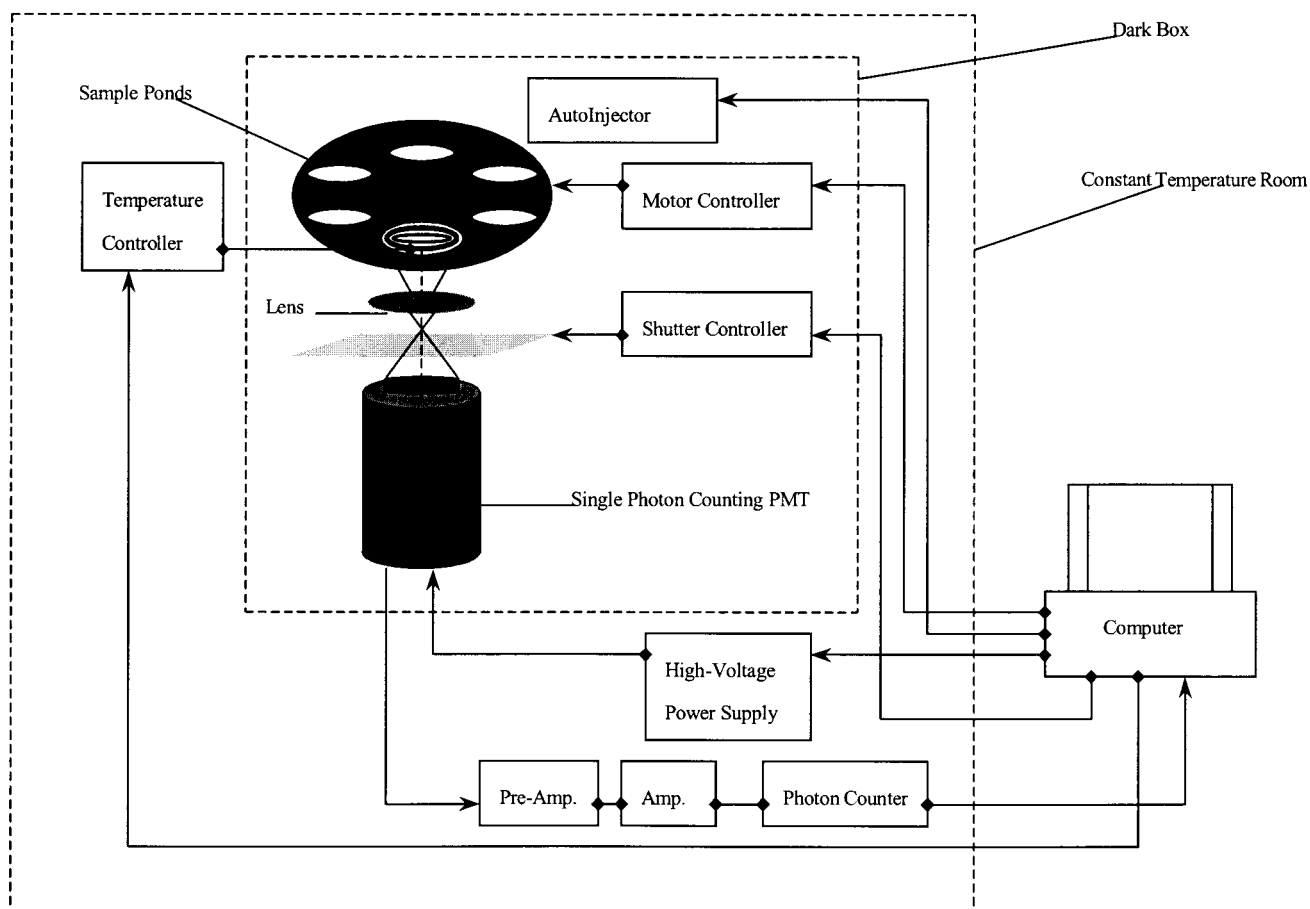 Dark Box
Sample Ponds
AutoInjector
Temperature
Controller
Motor Controller
Constant Temperature Room
Lens
Shutter Controller
Single Photon Counting PMT
Computer
High-Voltage
Power Supply
Pre-Amp.
Amp.
Photon Counter